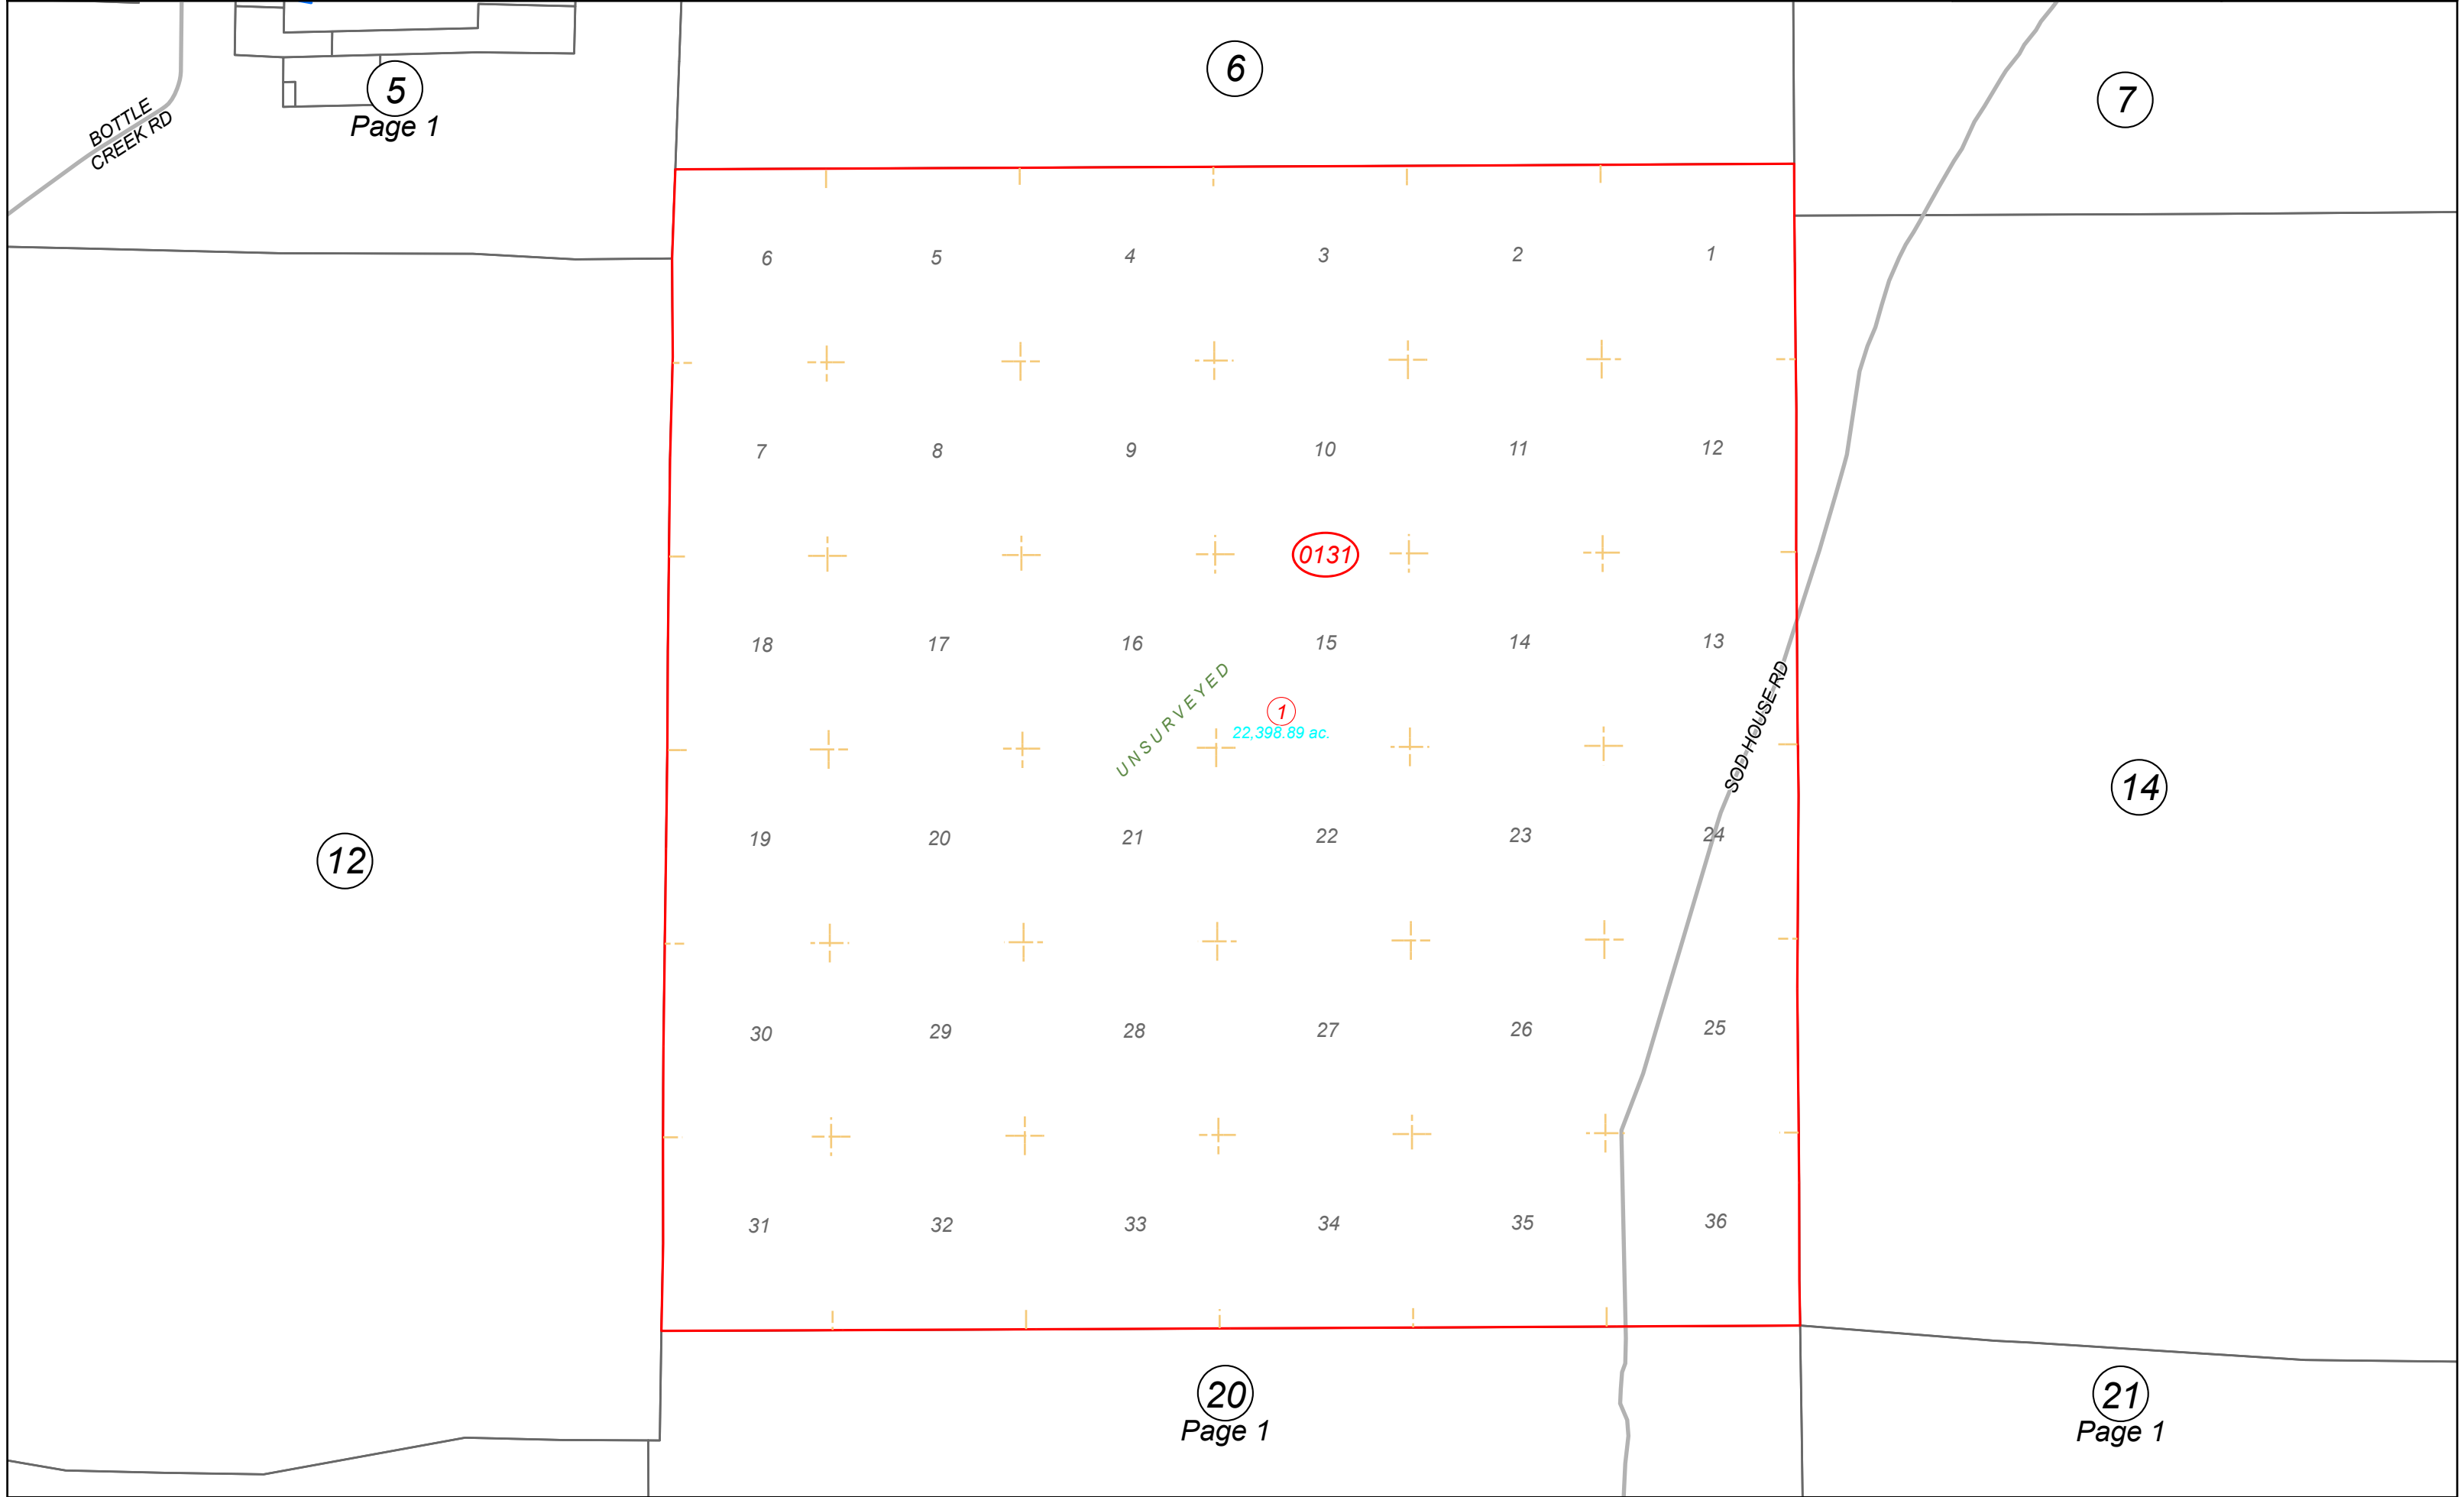 6
5
Page 1
7
BOTTLE
CREEK RD
6 5 4 3 2 1
7 8 9 10 11 12
0131
18 17 16 15 14 13
UNSURVEYED
1
22,398.89 ac.
SOD HOUSE RD
14
12
19 20 21 22 23 24
30 29 28 27 26 25
31 32 33 34 35 36
20
Page 1
21
Page 1